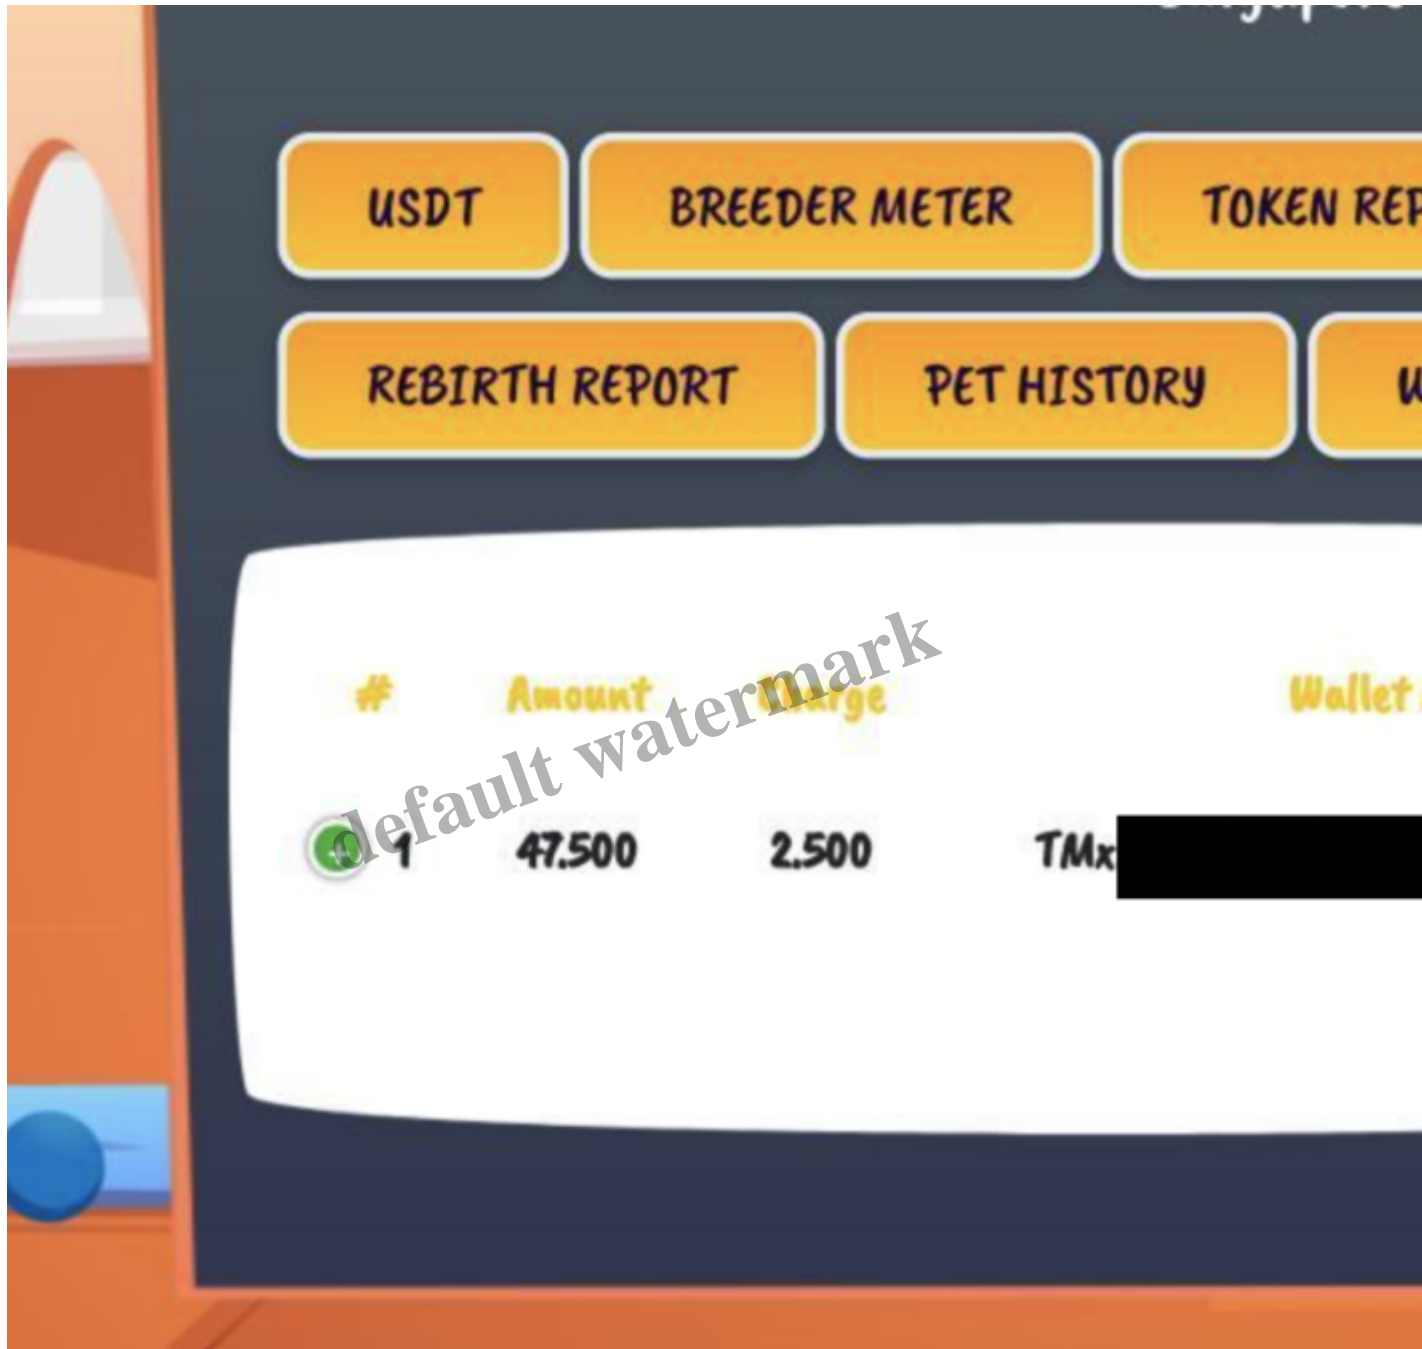 USDT BREEDER METER TOKEN REP
REBIRTH REPORT PET HISTORY
# Amount Charge Wallet
1 47.500 2.500 TMx
default watermark